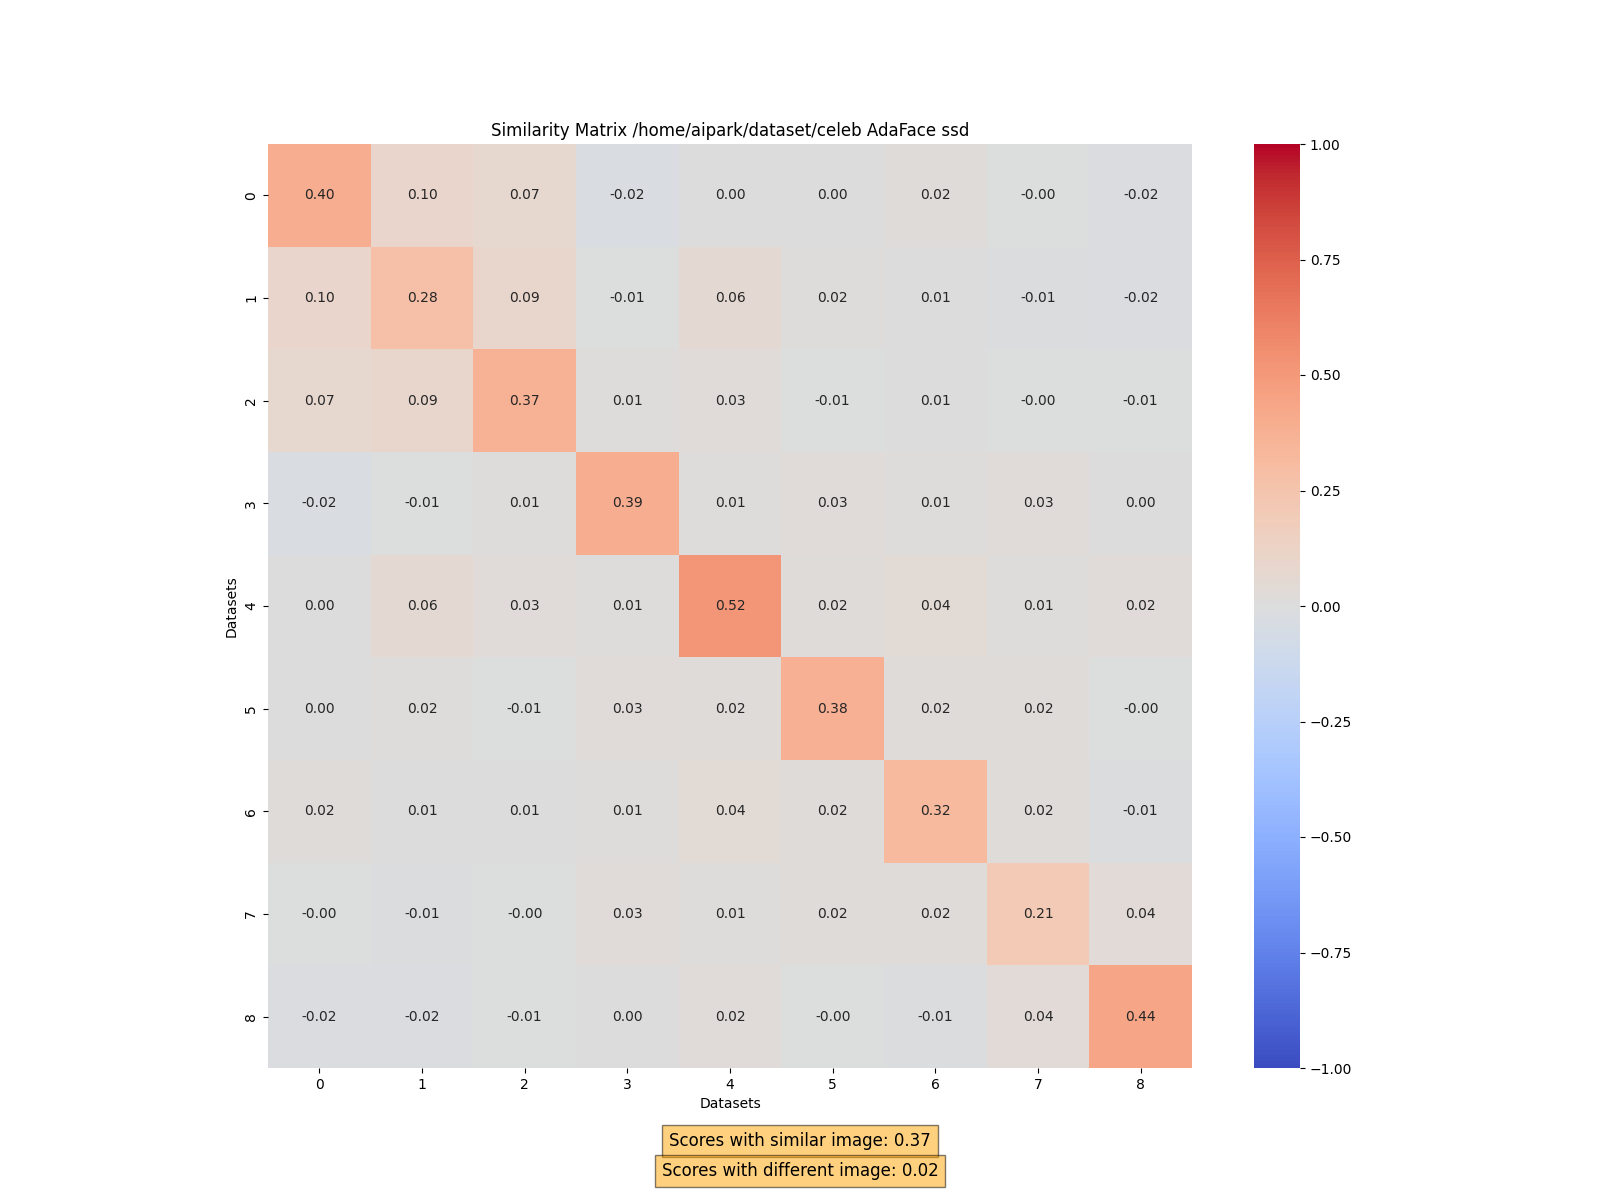 Similarity Matrix /home/aipark/dataset/celeb AdaFace ssd
0 0.40 0.10 0.07 -0.02 0.00 0.00 0.02 -0.00 -0.02
1 0.10 0.28 0.09 -0.01 0.06 0.02 0.01 -0.01 -0.02
2 0.07 0.09 0.37 0.01 0.03 -0.01 0.01 -0.00 -0.01
3 -0.02 -0.01 0.01 0.39 0.01 0.03 0.01 0.03 0.00
4 0.00 0.06 0.03 0.01 0.52 0.02 0.04 0.01 0.02
5 0.00 0.02 -0.01 0.03 0.02 0.38 0.02 0.02 -0.00
6 0.02 0.01 0.01 0.01 0.04 0.02 0.32 0.02 -0.01
7 -0.00 -0.01 -0.00 0.03 0.01 0.02 0.02 0.21 0.04
8 -0.02 -0.02 -0.01 0.00 0.02 -0.00 -0.01 0.04 0.44
0 1 2 3 4 5 6 7 8
Datasets
Datasets
1.00
0.75
0.50
0.25
0.00
−0.25
−0.50
−0.75
−1.00
Scores with similar image: 0.37
Scores with different image: 0.02